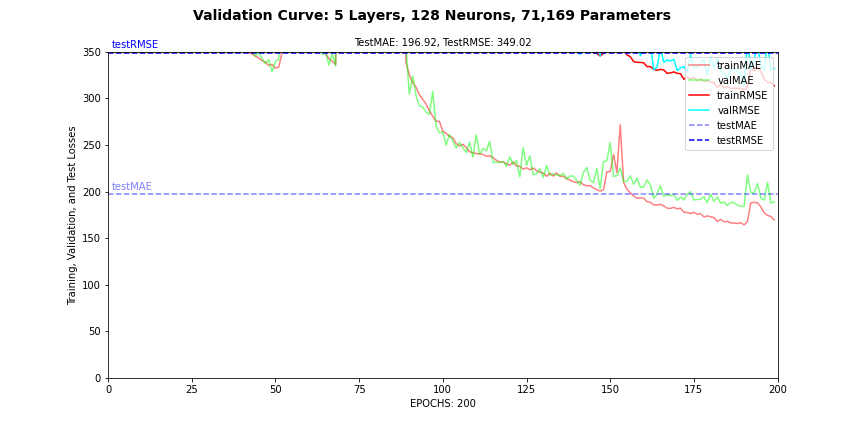 Validation Curve: 5 Layers, 128 Neurons, 71,169 Parameters
TestMAE: 196.92, TestRMSE: 349.02
testRMSE
testMAE
trainMAE
valMAE
trainRMSE
valRMSE
testMAE
testRMSE
Training, Validation, and Test Losses
350
300
250
200
150
100
50
0
0 25 50 75 100 125 150 175 200
EPOCHS: 200